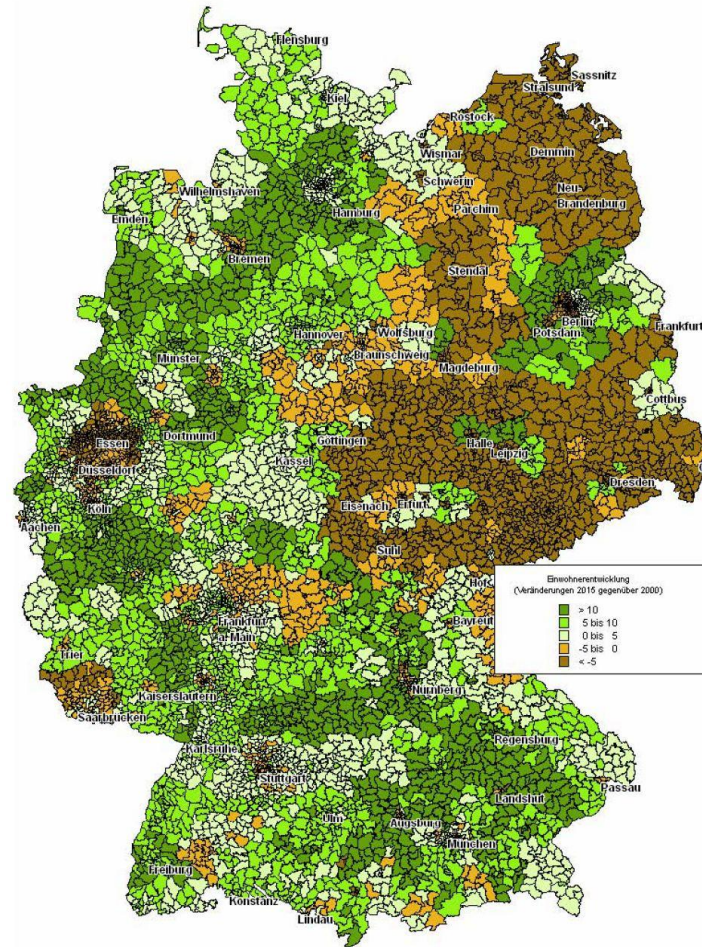 Flensburg
Sassnitz
Stralsund
Kiel
Rostock
Wismar
Demmin
Schwerin
Neu-
Brandenburg
Wilhelmshaven
Emden
Hamburg
Parchim
Bremen
Stendal
Berlin
Potsdam
Frankfurt
Hannover
Wolfsburg
Braunschweig
Magdeburg
Münster
Cottbus
Essen
Dortmund
Göttingen
Halle
Leipzig
Düsseldorf
Kassel
Dresden
Köln
Eisenach
Erfurt
Aachen
Suhl
Hof
Frankfurt
a. Main
Bayreut
Trier
Nürnberg
Kaiserslautern
Saarbrücken
Karlsruhe
Regensburg
Stuttgart
Passau
Landshut
Ulm
Augsburg
München
Freiburg
Konstanz
Lindau
Einwohnerentwicklung
(Veränderungen 2015 gegenüber 2000)
> 10
5 bis 10
0 bis 5
-5 bis 0
< -5